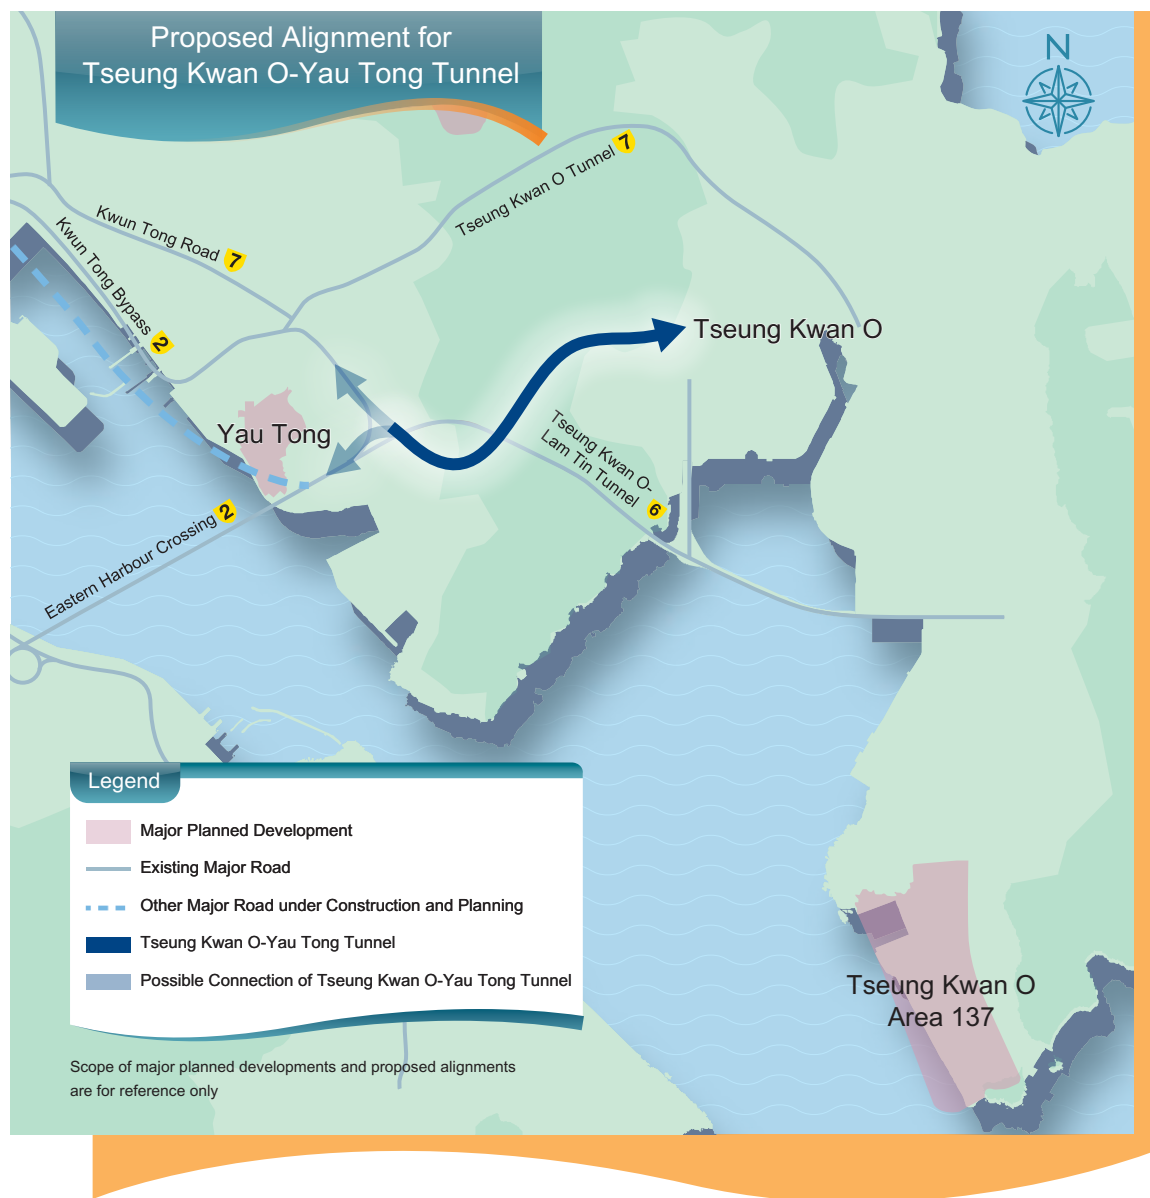 Proposed Alignment for
Tseung Kwan O-Yau Tong Tunnel
N
Tseung Kwan O Tunnel 7
Kwun Tong Road 7
Kwun Tong Bypass 2
Tseung Kwan O
Yau Tong
Tseung Kwan O-
Lam Tin Tunnel 6
Eastern Harbour Crossing 2
Legend
Major Planned Development
Existing Major Road
Other Major Road under Construction and Planning
Tseung Kwan O-Yau Tong Tunnel
Possible Connection of Tseung Kwan O-Yau Tong Tunnel
Tseung Kwan O
Area 137
Scope of major planned developments and proposed alignments
are for reference only